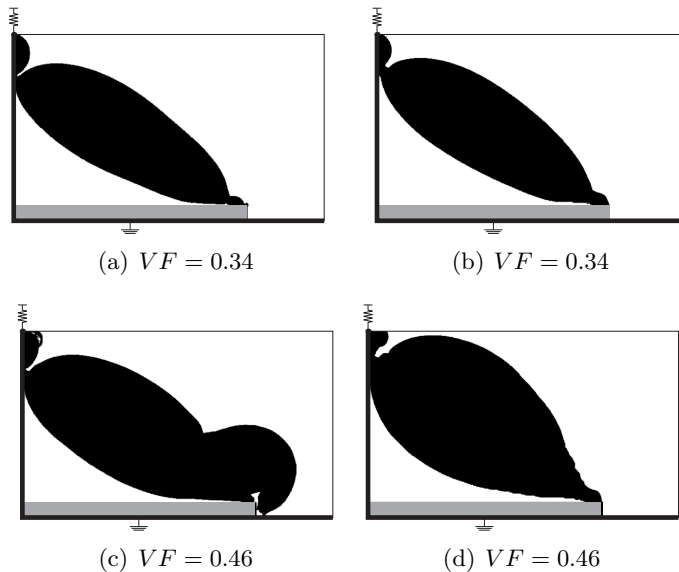 (a) VF = 0.34
(b) VF = 0.34
(c) VF = 0.46
(d) VF = 0.46